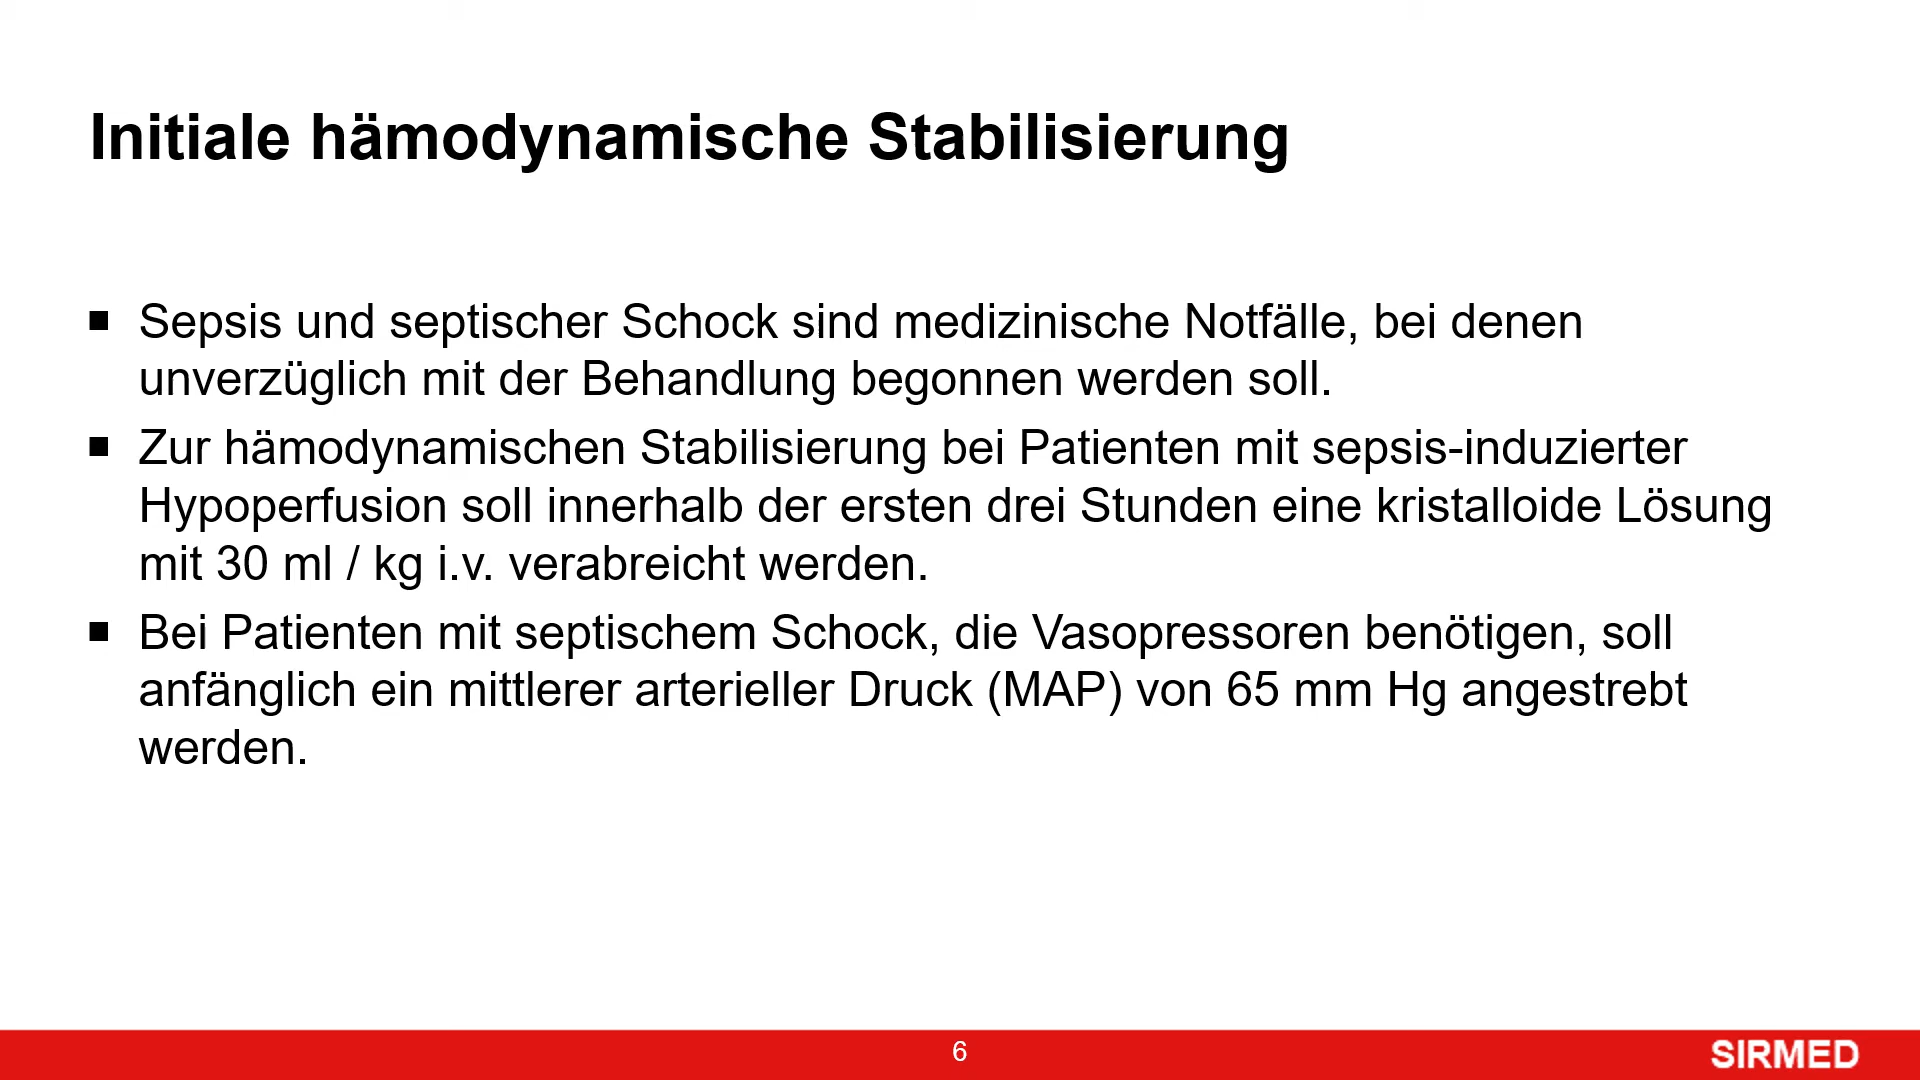 Initiale hämodynamische Stabilisierung
▪ Sepsis und septischer Schock sind medizinische Notfälle, bei denen
unverzüglich mit der Behandlung begonnen werden soll.
▪ Zur hämodynamischen Stabilisierung bei Patienten mit sepsis-induzierter
Hypoperfusion soll innerhalb der ersten drei Stunden eine kristalloide Lösung
mit 30 ml / kg i.v. verabreicht werden.
▪ Bei Patienten mit septischem Schock, die Vasopressoren benötigen, soll
anfänglich ein mittlerer arterieller Druck (MAP) von 65 mm Hg angestrebt
werden.
6
SIRMED